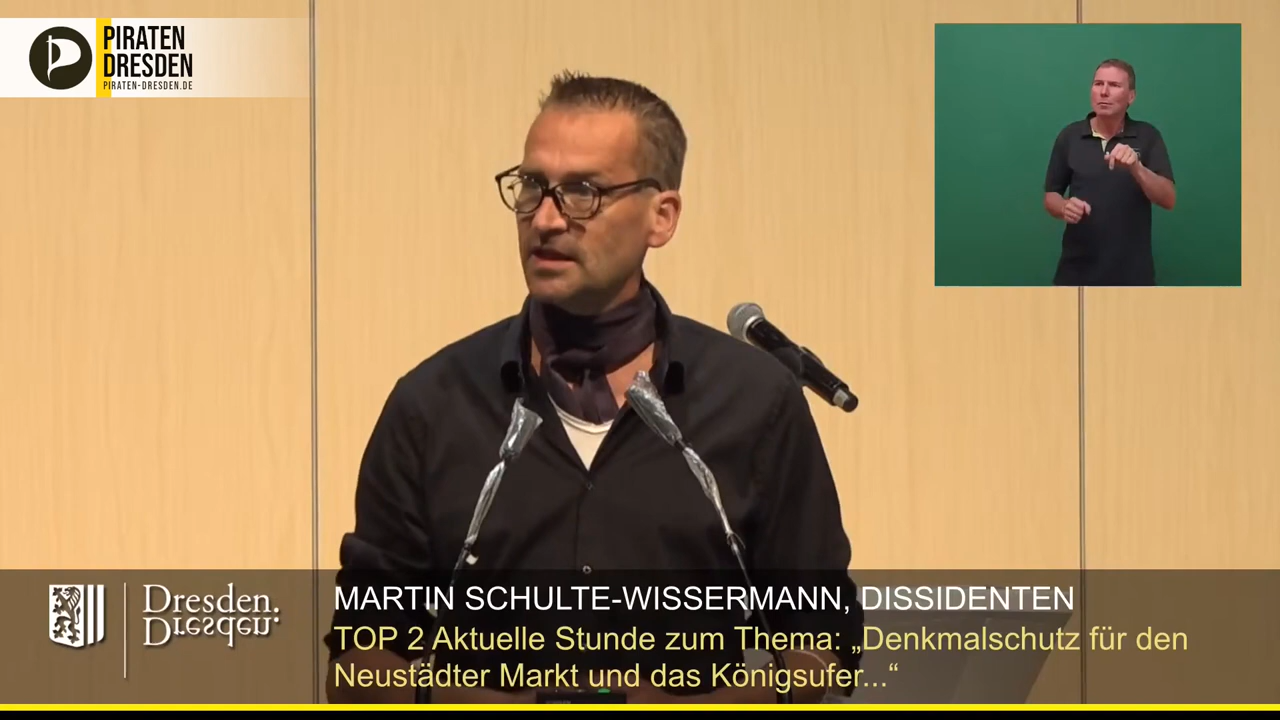 PIRATEN
DRESDEN
PIRATEN-DRESDEN.DE
Dresden.
Dresden.
MARTIN SCHULTE-WISSERMANN, DISSIDENTEN
TOP 2 Aktuelle Stunde zum Thema: „Denkmalschutz für den
Neustädter Markt und das Königsufer...“